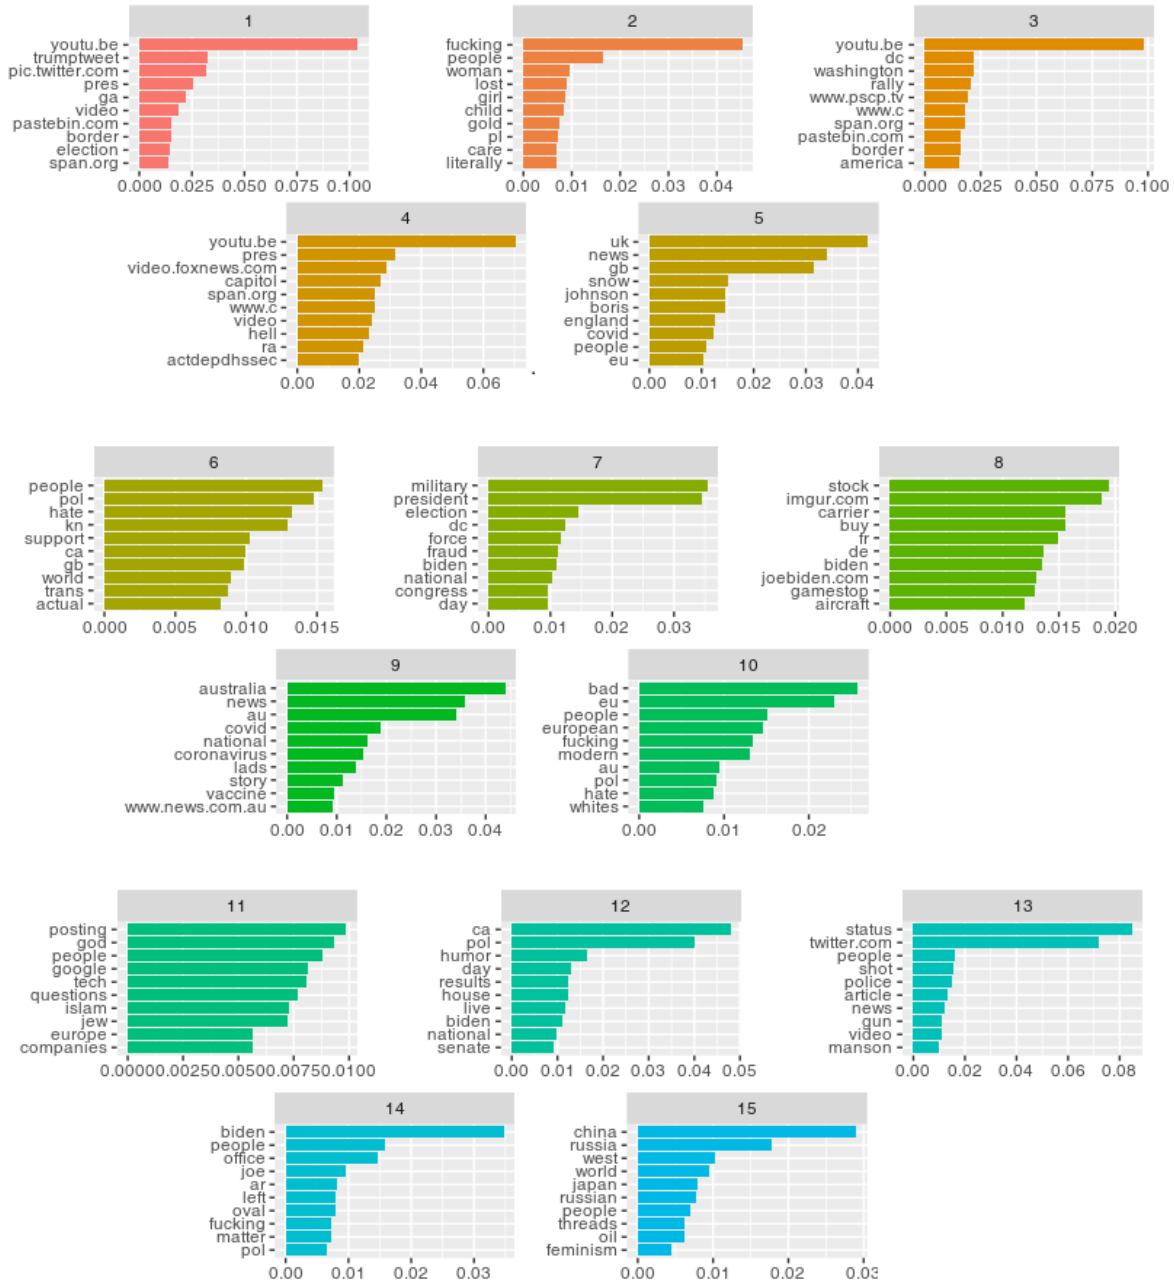 1
youtu.be
trumptweet
pic.twitter.com
pres
ga
video
pastebin.com
border
election
span.org
0.000 0.025 0.050 0.075 0.100
2
fucking
people
woman
lost
girl
child
gold
pl
care
literally
0.00 0.01 0.02 0.03 0.04
3
youtu.be
dc
washington
rally
www.pscp.tv
www.c
span.org
pastebin.com
border
america
0.000 0.025 0.050 0.075 0.100
4
youtu.be
pres
video.foxnews.com
capitol
span.org
www.c
video
hell
ra
actdepdhssec
0.00 0.02 0.04 0.06
5
uk
news
gb
snow
johnson
boris
england
covid
people
eu
0.00 0.01 0.02 0.03 0.04
6
people
pol
hate
kn
support
ca
gb
world
trans
actual
0.000 0.005 0.010 0.015
7
military
president
election
dc
force
fraud
biden
national
congress
day
0.00 0.01 0.02 0.03
8
stock
imgur.com
carrier
buy
fr
de
biden
joebiden.com
gamestop
aircraft
0.000 0.005 0.010 0.015 0.020
9
australia
news
au
covid
national
coronavirus
lads
story
vaccine
www.news.com.au
0.00 0.01 0.02 0.03 0.04
10
bad
eu
people
european
fucking
modern
au
pol
hate
whites
0.00 0.01 0.02
11
posting
god
people
google
tech
questions
islam
jew
europe
companies
0.0000 0.0025 0.0050 0.0075 0.0100
12
ca
pol
humor
day
results
house
live
biden
national
senate
0.00 0.01 0.02 0.03 0.04 0.05
13
status
twitter.com
people
shot
police
article
news
gun
video
manson
0.00 0.02 0.04 0.06 0.08
14
biden
people
office
joe
ar
left
oval
fucking
matter
pol
0.00 0.01 0.02 0.03
15
china
russia
west
world
japan
russian
people
threads
oil
feminism
0.00 0.01 0.02 0.03